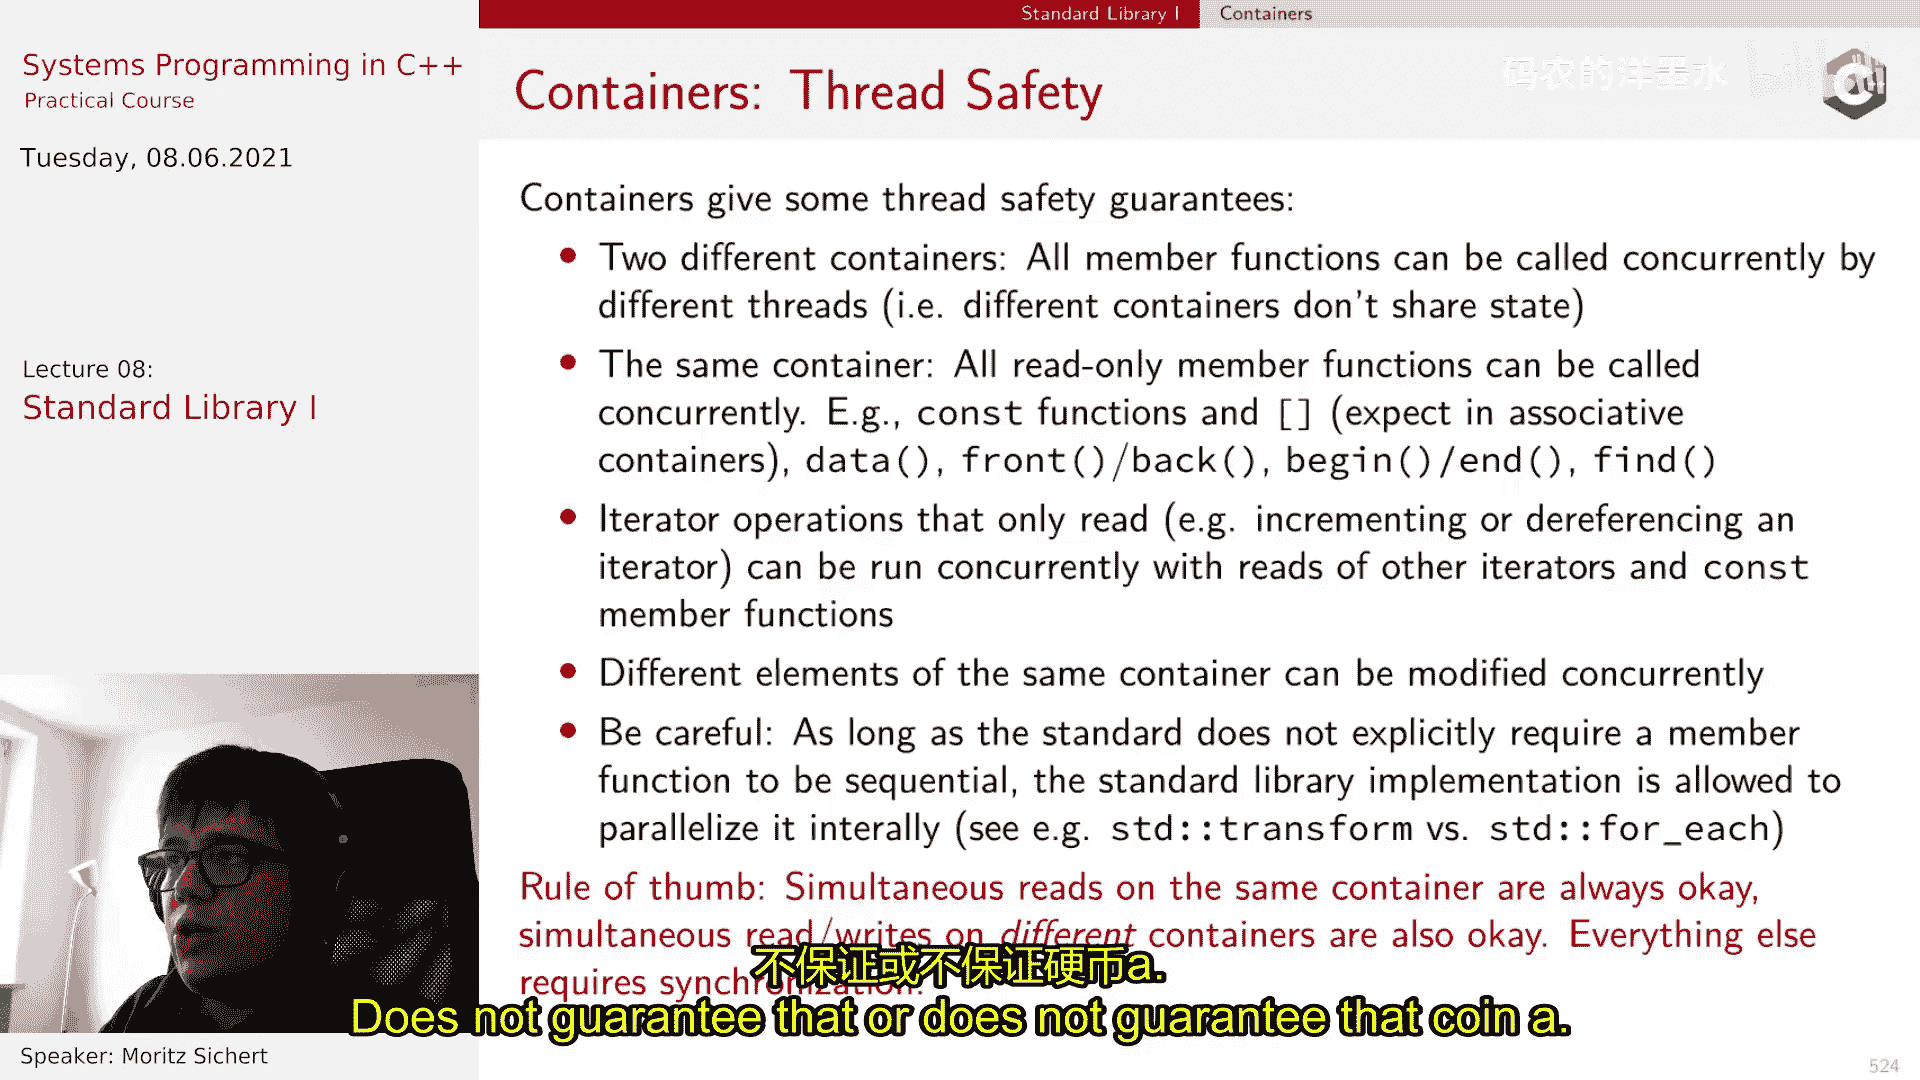 Standard Library I
Containers
Systems Programming in C++
Practical Course
Tuesday, 08.06.2021
Lecture 08:
Standard Library I
Containers: Thread Safety
码农的洋墨水
Containers give some thread safety guarantees:
• Two different containers: All member functions can be called concurrently by
different threads (i.e. different containers don't share state)
• The same container: All read-only member functions can be called
concurrently. E.g., const functions and [] (expect in associative
containers), data(), front()/back(), begin()/end(), find()
• Iterator operations that only read (e.g. incrementing or dereferencing an
iterator) can be run concurrently with reads of other iterators and const
member functions
• Different elements of the same container can be modified concurrently
• Be careful: As long as the standard does not explicitly require a member
function to be sequential, the standard library implementation is allowed to
parallelize it interally (see e.g. std::transform vs. std::for_each)
Rule of thumb: Simultaneous reads on the same container are always okay,
simultaneous read/writes on different containers are also okay. Everything else
requires synchronization.
不保证或不保证硬币a.
Does not guarantee that or does not guarantee that coin a.
Speaker: Moritz Sichert
524